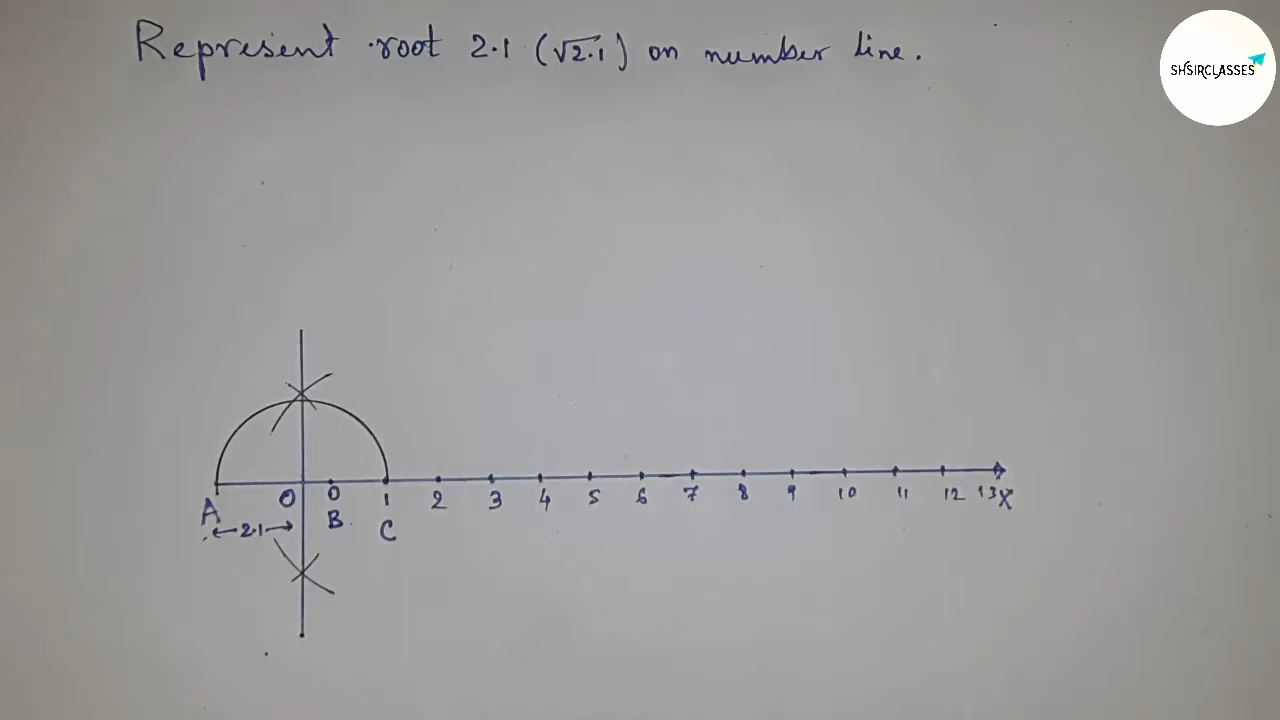 Represent root 2.1 (√2.1) on number line.
SHSIRCLASSES
A O 0 1 2 3 4 5 6 7 8 9 10 11 12 13 X
2.1 B C